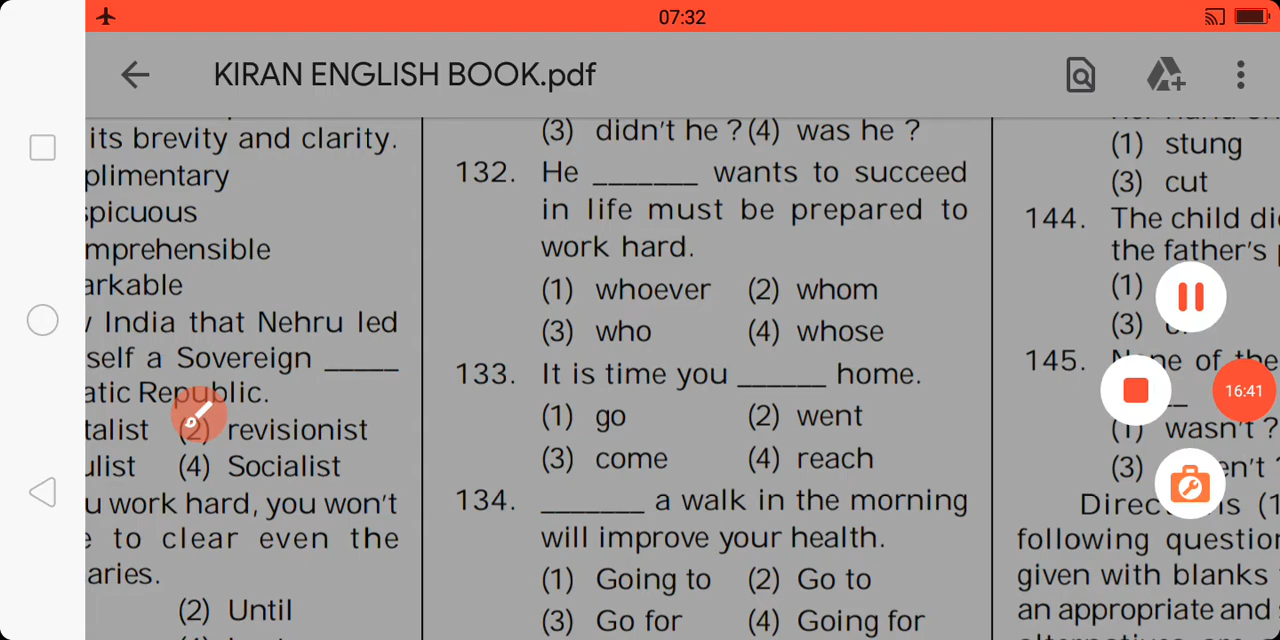 07:32
KIRAN ENGLISH BOOK.pdf
its brevity and clarity.
plimentary
spicuous
mprehensible
arkable
India that Nehru led
self a Sovereign _____
atic Republic.
talist (2) revisionist
ulist (4) Socialist
u work hard, you won't
e to clear even the
aries.
(2) Until
(3) didn't he ? (4) was he ?
132. He _______ wants to succeed
in life must be prepared to
work hard.
(1) whoever (2) whom
(3) who (4) whose
133. It is time you ______ home.
(1) go (2) went
(3) come (4) reach
134. _______ a walk in the morning
will improve your health.
(1) Going to (2) Go to
(3) Go for (4) Going for
(1) stung
(3) cut
144. The child di
the father's
(1)
(3)
145. None of the
__
(1) wasn't ?
(3) en't
16:41
Direc s (1
following question
given with blanks
an appropriate and